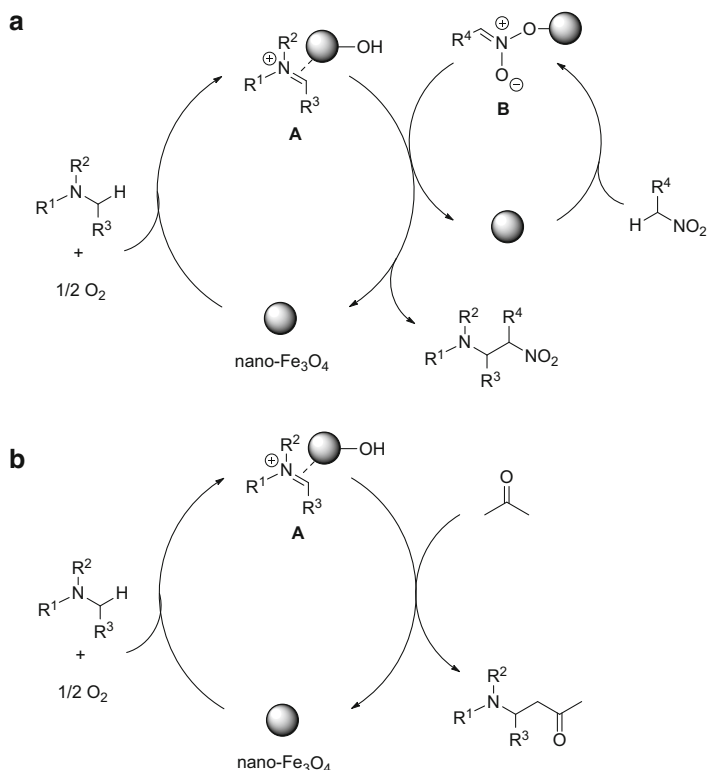 a
R² ⊕ N R¹ R³ OH
A
R⁴ ⊕ N O O ⊖
B
R² R¹ N H R³
+
1/2 O₂
R⁴ H NO₂
nano-Fe₃O₄
R² R⁴ R¹ N NO₂ R³
b
R² ⊕ N R¹ R³ OH
A
O
R² R¹ N H R³
+
1/2 O₂
nano-Fe₃O₄
R² R¹ N R³ O